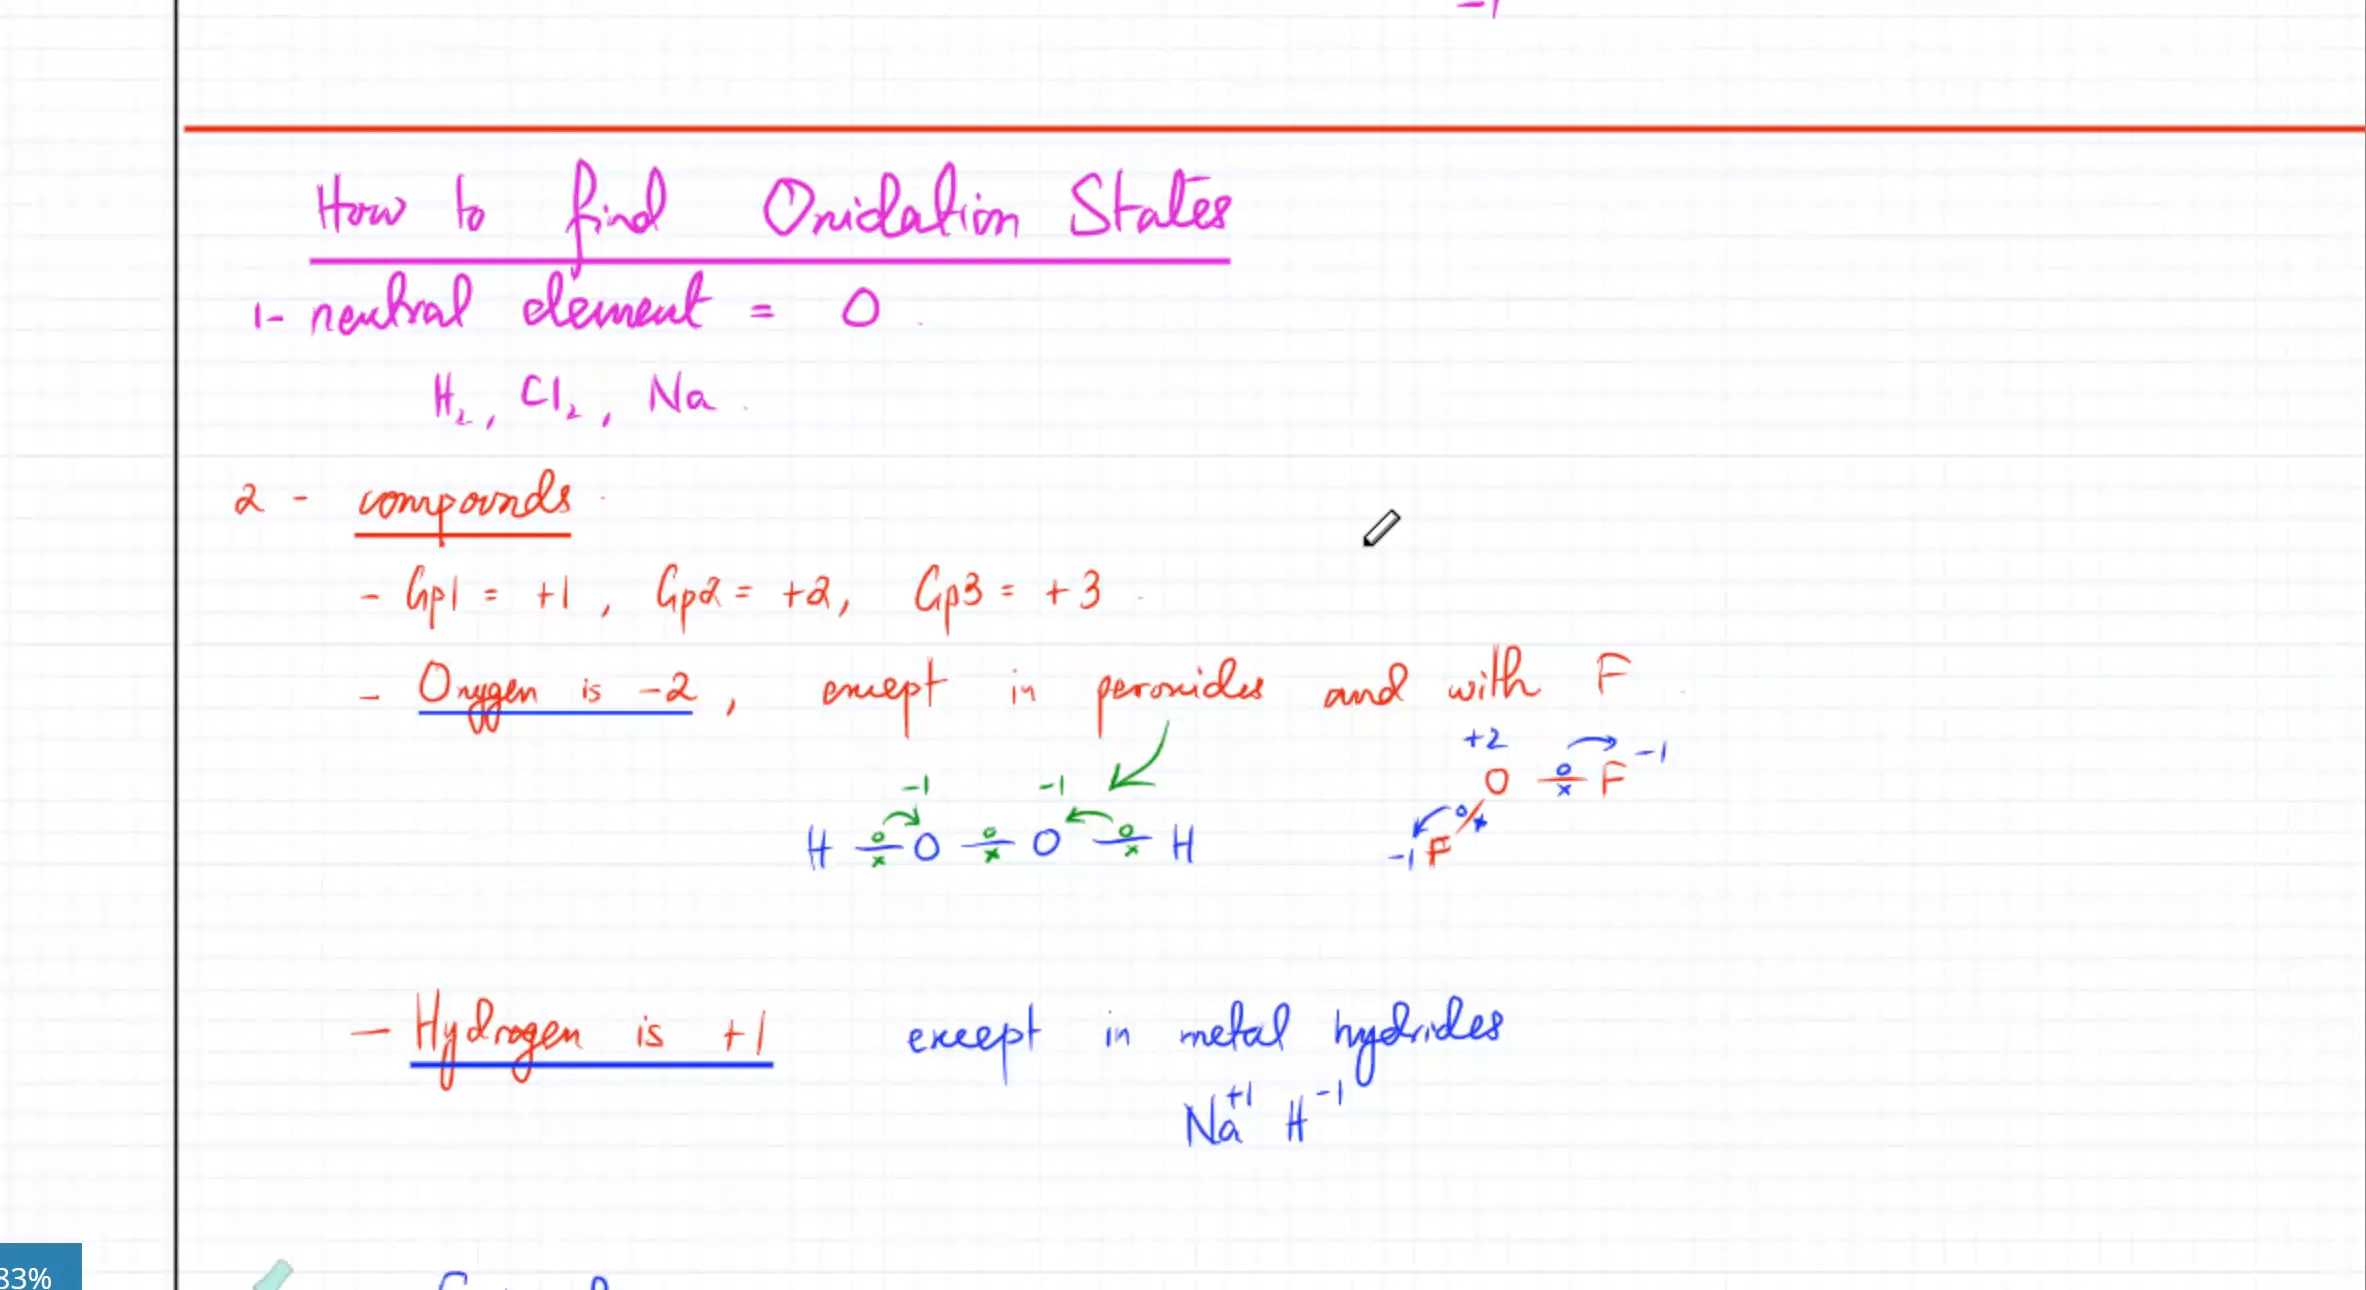 -1
How to find Oxidation States
1- neutral element = 0
H₂, Cl₂, Na
2 - compounds
- Gp1 = +1, Gp2 = +2, Gp3 = +3
- Oxygen is -2, except in peroxides and with F
-1 -1
H O O H
+2
O F -1
-1 F
- Hydrogen is +1 except in metal hydrides
Na⁺¹ H⁻¹
83%